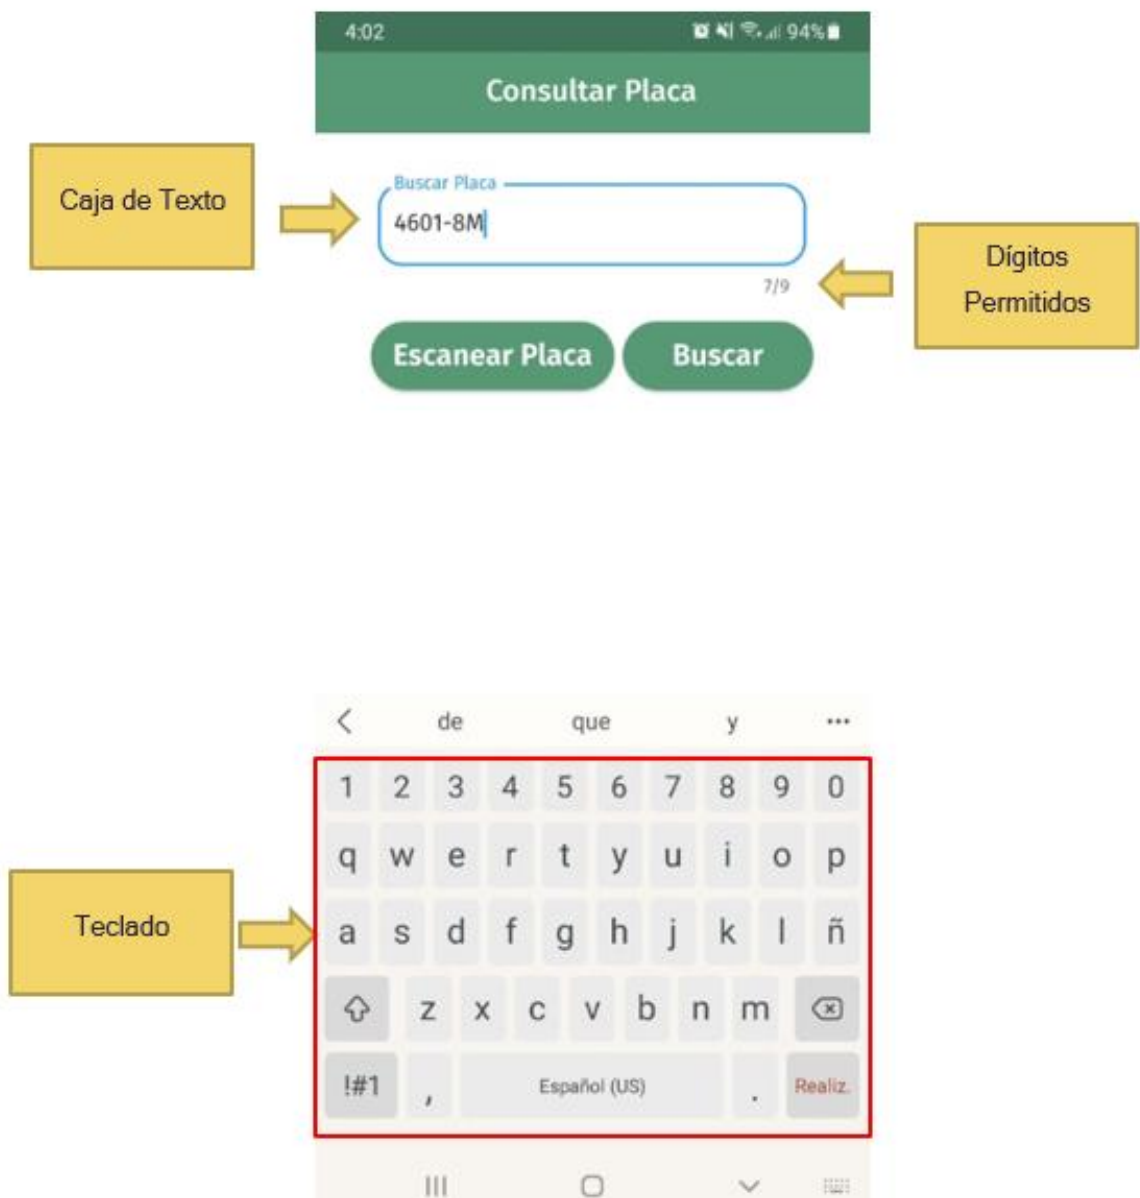 4:02
94%
Consultar Placa
Caja de Texto
Buscar Placa
4601-8M
Dígitos
Permitidos
7/9
Escanear Placa
Buscar
de que y ...
1 2 3 4 5 6 7 8 9 0
q w e r t y u i o p
Teclado
a s d f g h j k l ñ
z x c v b n m
!#1 , Español (US) . Realiz.